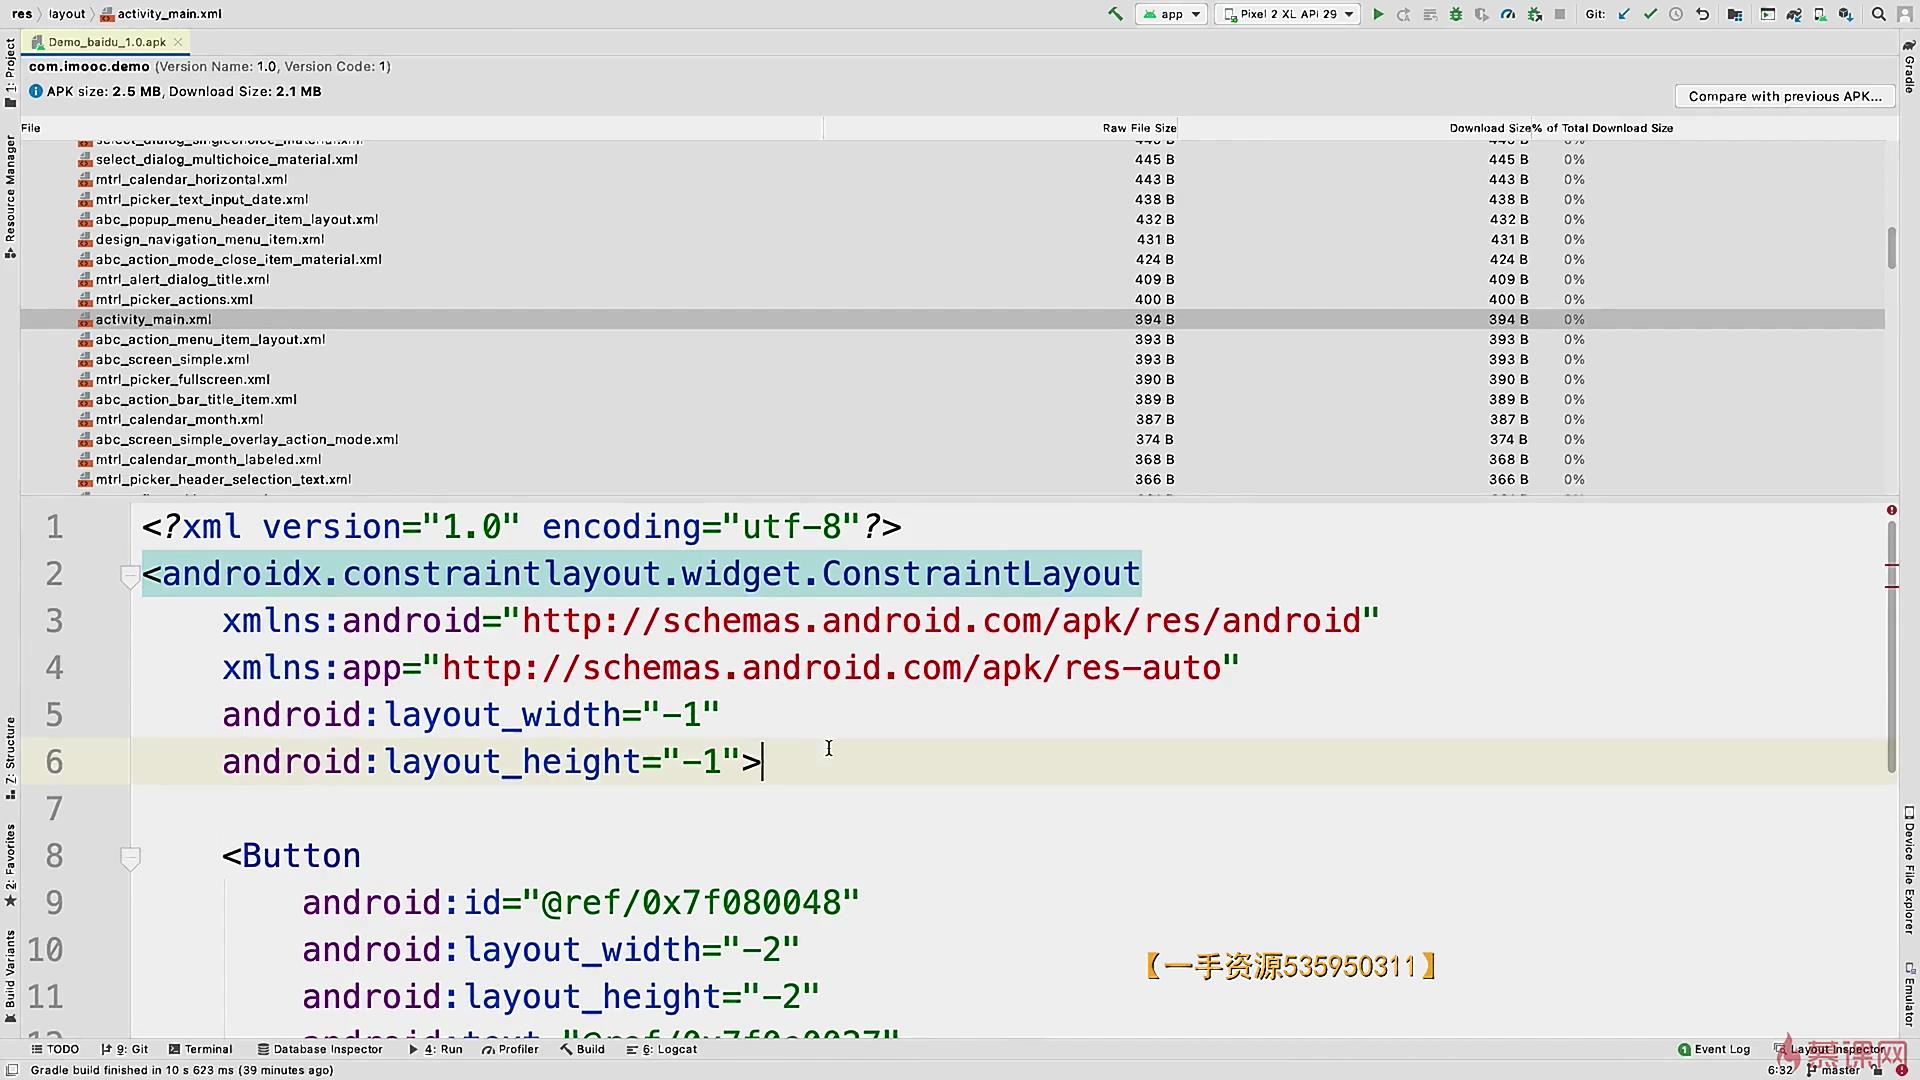 res layout activity_main.xml app Pixel 2 XL API 29 Git:
Demo_baidu_1.0.apk
com.imooc.demo (Version Name: 1.0, Version Code: 1)
APK size: 2.5 MB, Download Size: 2.1 MB
Compare with previous APK...
File Raw File Size Download Size % of Total Download Size
select_dialog_singlechoice_material.xml
select_dialog_multichoice_material.xml 445 B 445 B 0%
mtrl_calendar_horizontal.xml 443 B 443 B 0%
mtrl_picker_text_input_date.xml 438 B 438 B 0%
abc_popup_menu_header_item_layout.xml 432 B 432 B 0%
design_navigation_menu_item.xml 431 B 431 B 0%
abc_action_mode_close_item_material.xml 424 B 424 B 0%
mtrl_alert_dialog_title.xml 409 B 409 B 0%
mtrl_picker_actions.xml 400 B 400 B 0%
activity_main.xml 394 B 394 B 0%
abc_action_menu_item_layout.xml 393 B 393 B 0%
abc_screen_simple.xml 393 B 393 B 0%
mtrl_picker_fullscreen.xml 390 B 390 B 0%
abc_action_bar_title_item.xml 389 B 389 B 0%
mtrl_calendar_month.xml 387 B 387 B 0%
abc_screen_simple_overlay_action_mode.xml 374 B 374 B 0%
mtrl_calendar_month_labeled.xml 368 B 368 B 0%
mtrl_picker_header_selection_text.xml 366 B 366 B 0%
1 <?xml version="1.0" encoding="utf-8"?>
2 <androidx.constraintlayout.widget.ConstraintLayout
3 xmlns:android="http://schemas.android.com/apk/res/android"
4 xmlns:app="http://schemas.android.com/apk/res-auto"
5 android:layout_width="-1"
6 android:layout_height="-1">
7
8 <Button
9 android:id="@ref/0x7f080048"
10 android:layout_width="-2"
11 android:layout_height="-2"
12 android:text="@ref/0x7f0e0027"
【一手资源535950311】
1: Project
Resource Manager
7: Structure
2: Favorites
Build Variants
Gradle
Device File Explorer
Emulator
TODO 9: Git Terminal Database Inspector 4: Run Profiler Build 6: Logcat 1 Event Log Layout Inspector
慕课网
Gradle build finished in 10 s 623 ms (39 minutes ago) 6:32 master